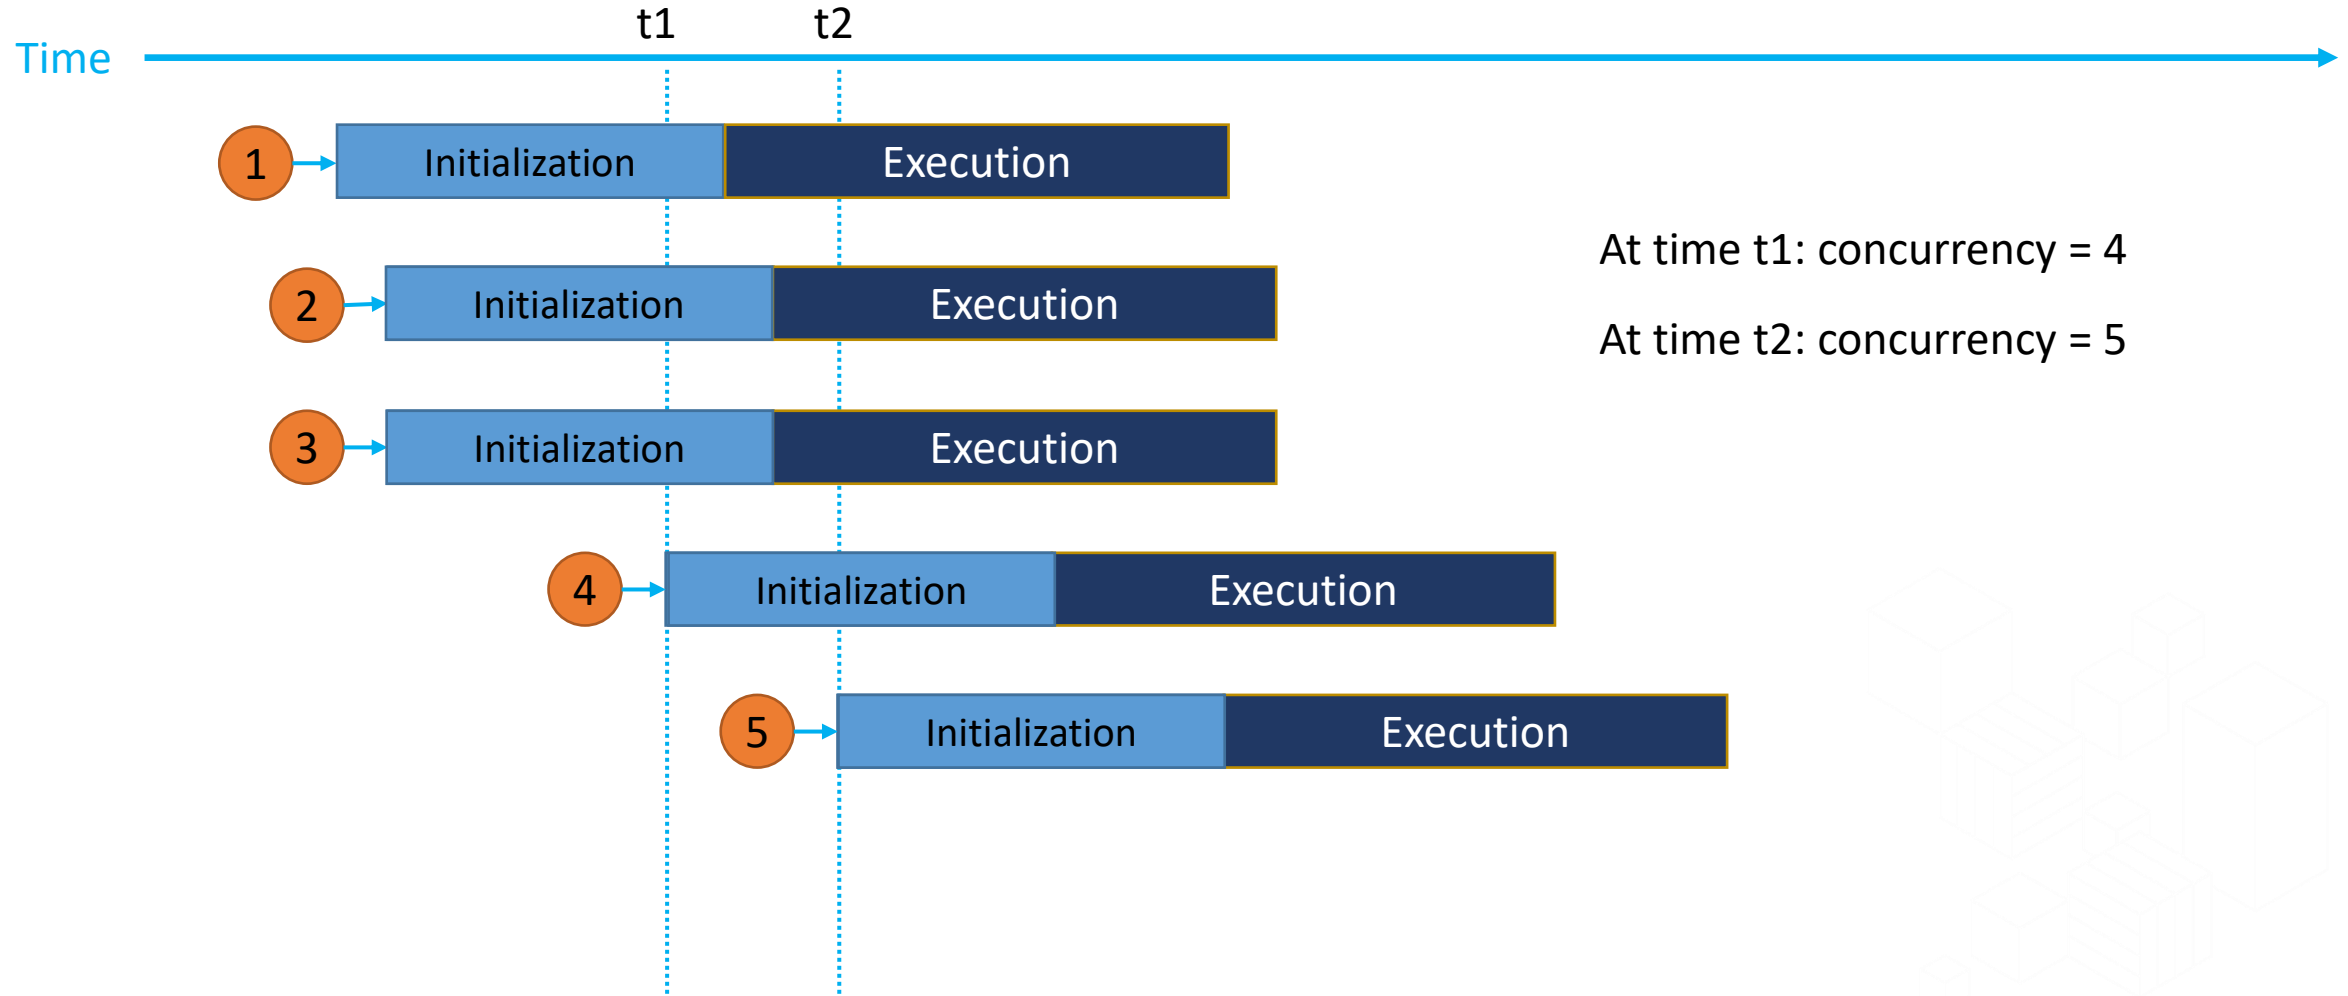 t1 t2
Time
1 Initialization Execution
At time t1: concurrency = 4
2 Initialization Execution
At time t2: concurrency = 5
3 Initialization Execution
4 Initialization Execution
5 Initialization Execution